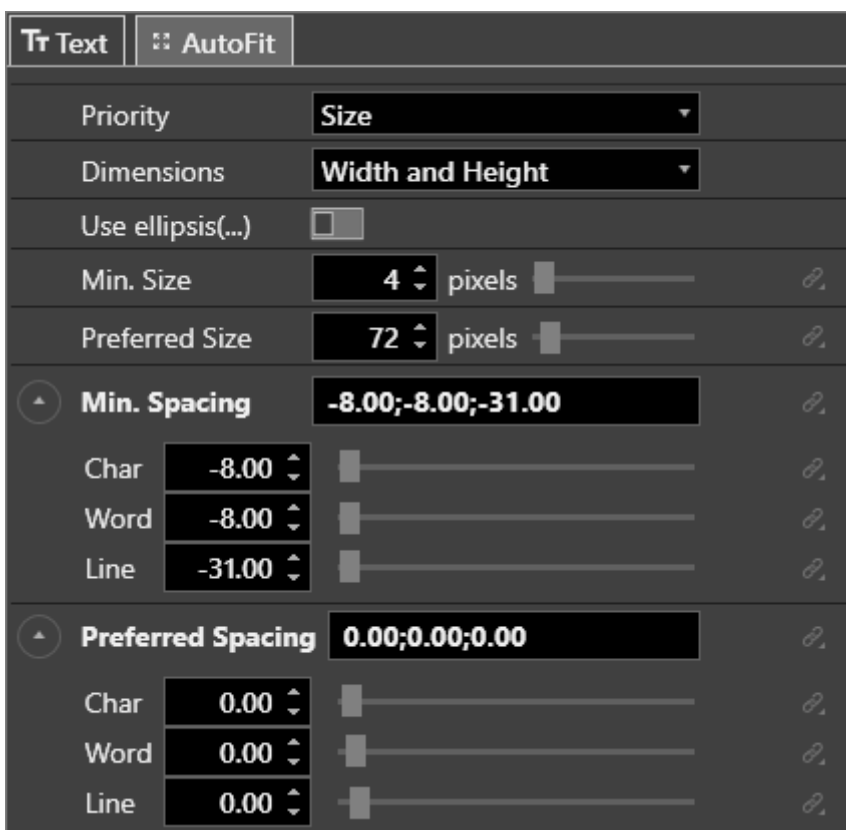 Tᴛ Text AutoFit
Priority Size
Dimensions Width and Height
Use ellipsis(...)
Min. Size 4 pixels
Preferred Size 72 pixels
Min. Spacing -8.00;-8.00;-31.00
Char -8.00
Word -8.00
Line -31.00
Preferred Spacing 0.00;0.00;0.00
Char 0.00
Word 0.00
Line 0.00